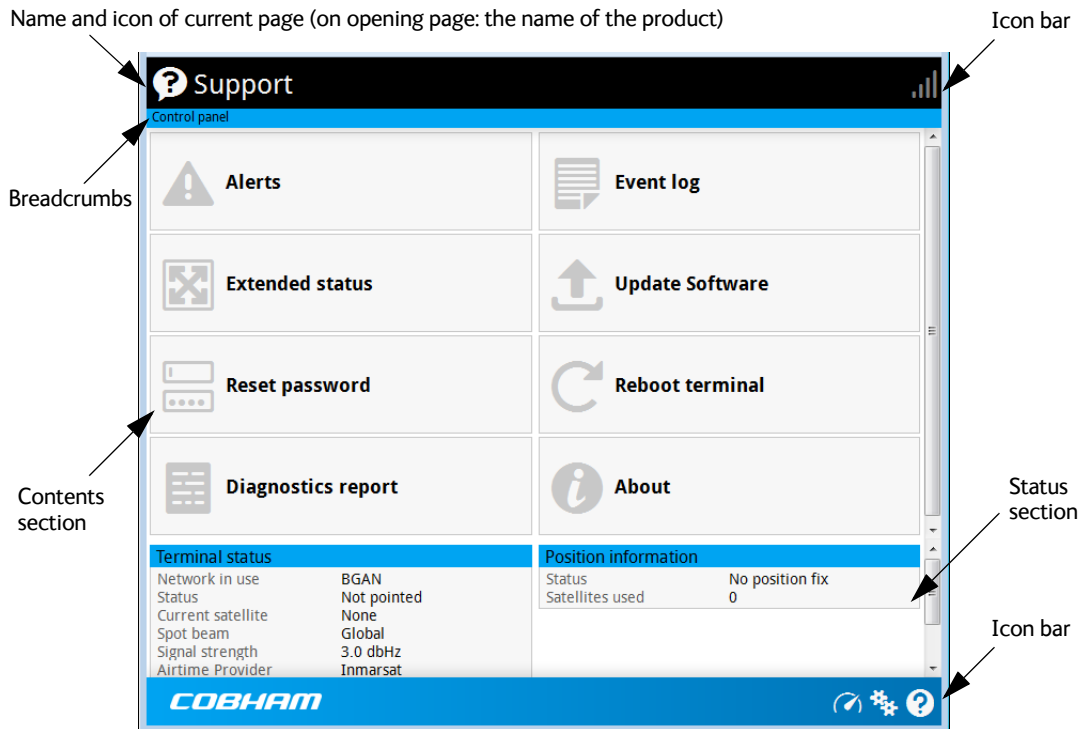 Name and icon of current page (on opening page: the name of the product)
Icon bar
Support
Control panel
Breadcrumbs
Alerts
Event log
Extended status
Update Software
Reset password
Reboot terminal
Contents
section
Diagnostics report
About
Status
section
Terminal status
Network in use BGAN
Status Not pointed
Current satellite None
Spot beam Global
Signal strength 3.0 dbHz
Airtime Provider Inmarsat
Position information
Status No position fix
Satellites used 0
Icon bar
COBHAM